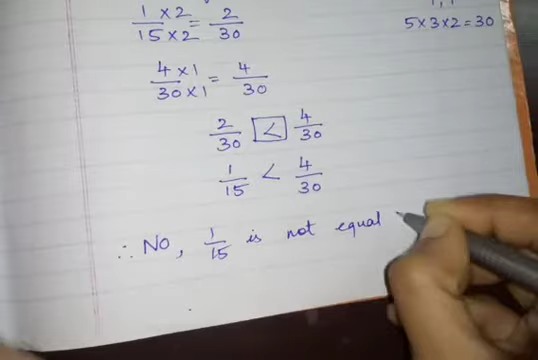 1 × 2 / 15 × 2 = 2/30
5 × 3 × 2 = 30
4 × 1 / 30 × 1 = 4/30
2/30 < 4/30
1/15 < 4/30
∴ No, 1/15 is not equal